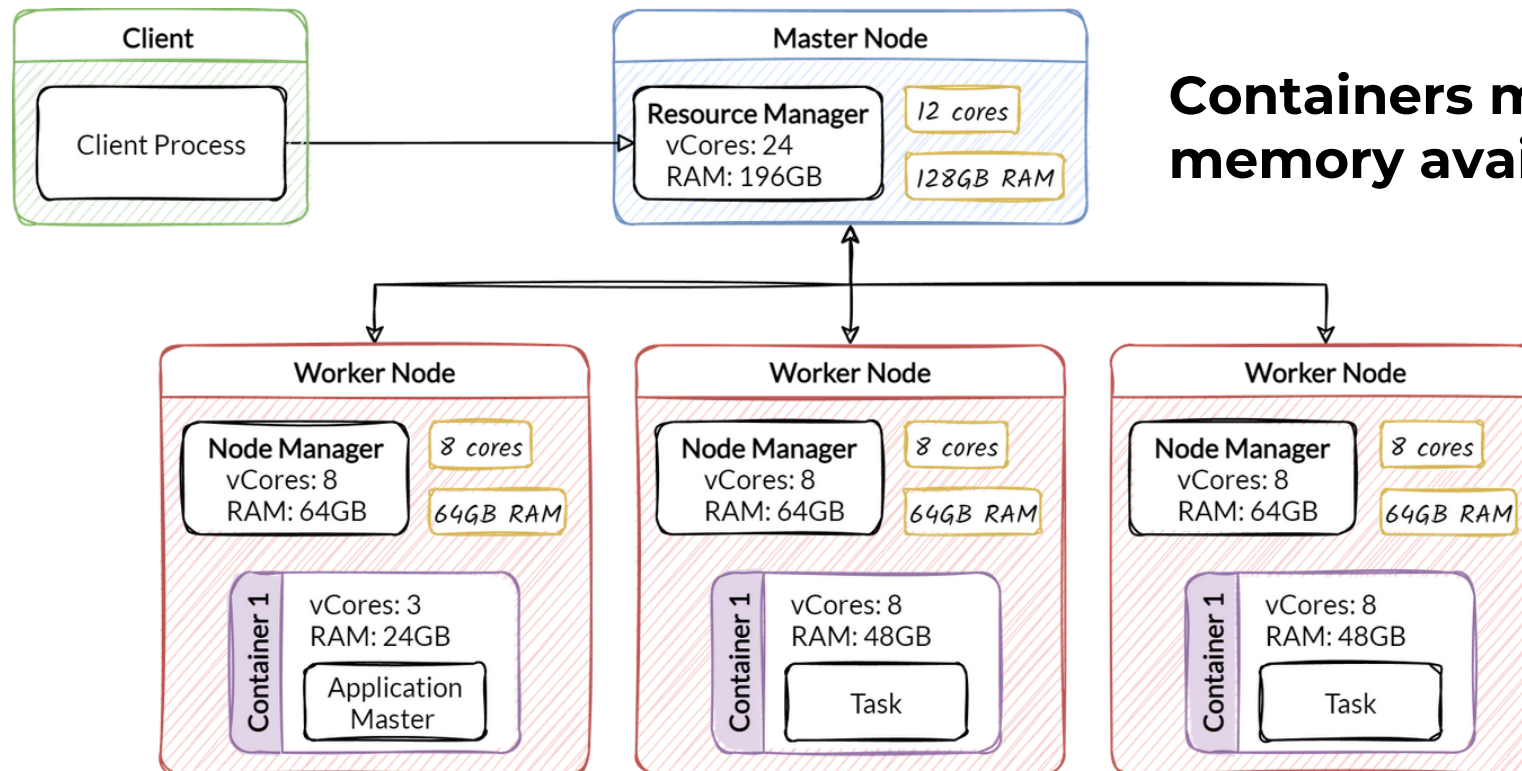 Client
Client Process
Master Node
Resource Manager
vCores: 24
RAM: 196GB
12 cores
128GB RAM
Containers
memory
Worker Node
Node Manager
vCores: 8
RAM: 64GB
8 cores
64GB RAM
Container 1
vCores: 3
RAM: 24GB
Application
Master
Worker Node
Node Manager
vCores: 8
RAM: 64GB
8 cores
64GB RAM
Container 1
vCores: 8
RAM: 48GB
Task
Worker Node
Node Manager
vCores: 8
RAM: 64GB
8 cores
64GB RAM
Container 1
vCores: 8
RAM: 48GB
Task